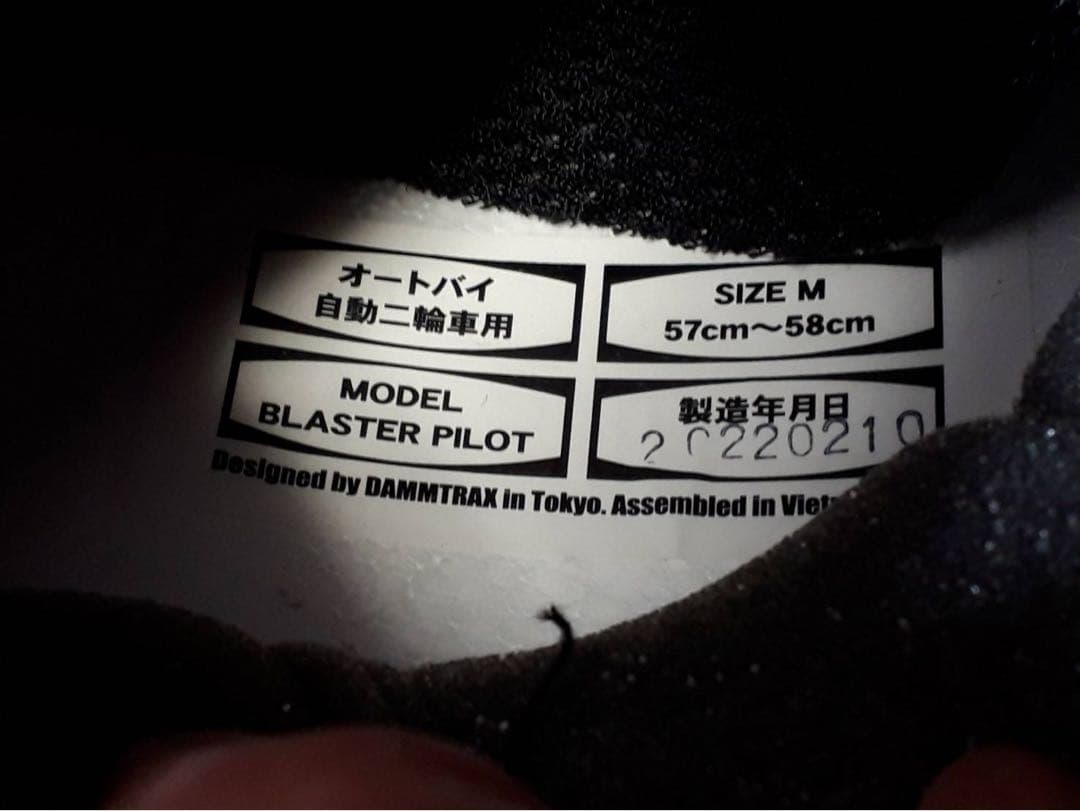 オートバイ
自動二輪車用
SIZE M
57cm～58cm
MODEL
BLASTER PILOT
製造年月日
20220210
Designed by DAMMTRAX in Tokyo. Assembled in Viet